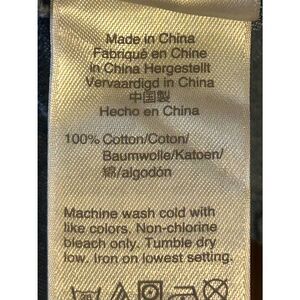 Made in China
Fabriqué en Chine
in China Hergestellt
Vervaardigd in China
中国製
Hecho en China
100% Cotton/Coton/
Baumwolle/Katoen/
綿/algodón
Machine wash cold with
like colors. Non-chlorine
bleach only. Tumble dry
low. Iron on lowest setting.